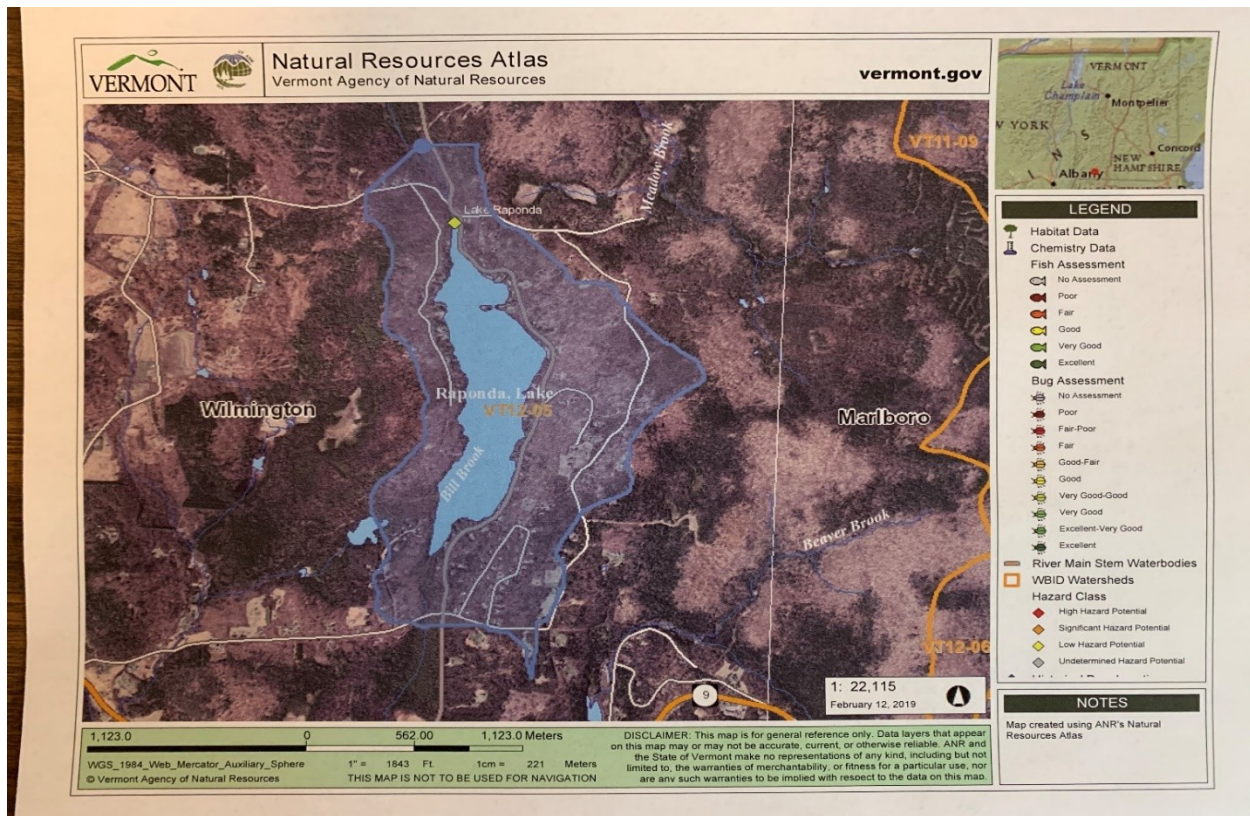 VERMONT
Natural Resources Atlas
Vermont Agency of Natural Resources
vermont.gov
VERMONT
Lake
Champlain
Montpelier
W YORK
Concord
NEW
HAMPSHIRE
Albany
VT11-09
Meadow Brook
Lake Raponda
Raponda, Lake
VT12-05
Wilmington
Marlboro
Bill Brook
Beaver Brook
VT12-06
9
1: 22,115
February 12, 2019
LEGEND
Habitat Data
Chemistry Data
Fish Assessment
No Assessment
Poor
Fair
Good
Very Good
Excellent
Bug Assessment
No Assessment
Poor
Fair-Poor
Fair
Good-Fair
Good
Very Good-Good
Very Good
Excellent-Very Good
Excellent
River Main Stem Waterbodies
WBID Watersheds
Hazard Class
High Hazard Potential
Significant Hazard Potential
Low Hazard Potential
Undetermined Hazard Potential
NOTES
Map created using ANR's Natural
Resources Atlas
1,123.0 0 562.00 1,123.0 Meters
WGS_1984_Web_Mercator_Auxiliary_Sphere 1" = 1843 Ft. 1cm = 221 Meters
© Vermont Agency of Natural Resources THIS MAP IS NOT TO BE USED FOR NAVIGATION
DISCLAIMER: This map is for general reference only. Data layers that appear
on this map may or may not be accurate, current, or otherwise reliable. ANR and
the State of Vermont make no representations of any kind, including but not
limited to, the warranties of merchantability, or fitness for a particular use, nor
are any such warranties to be implied with respect to the data on this map.